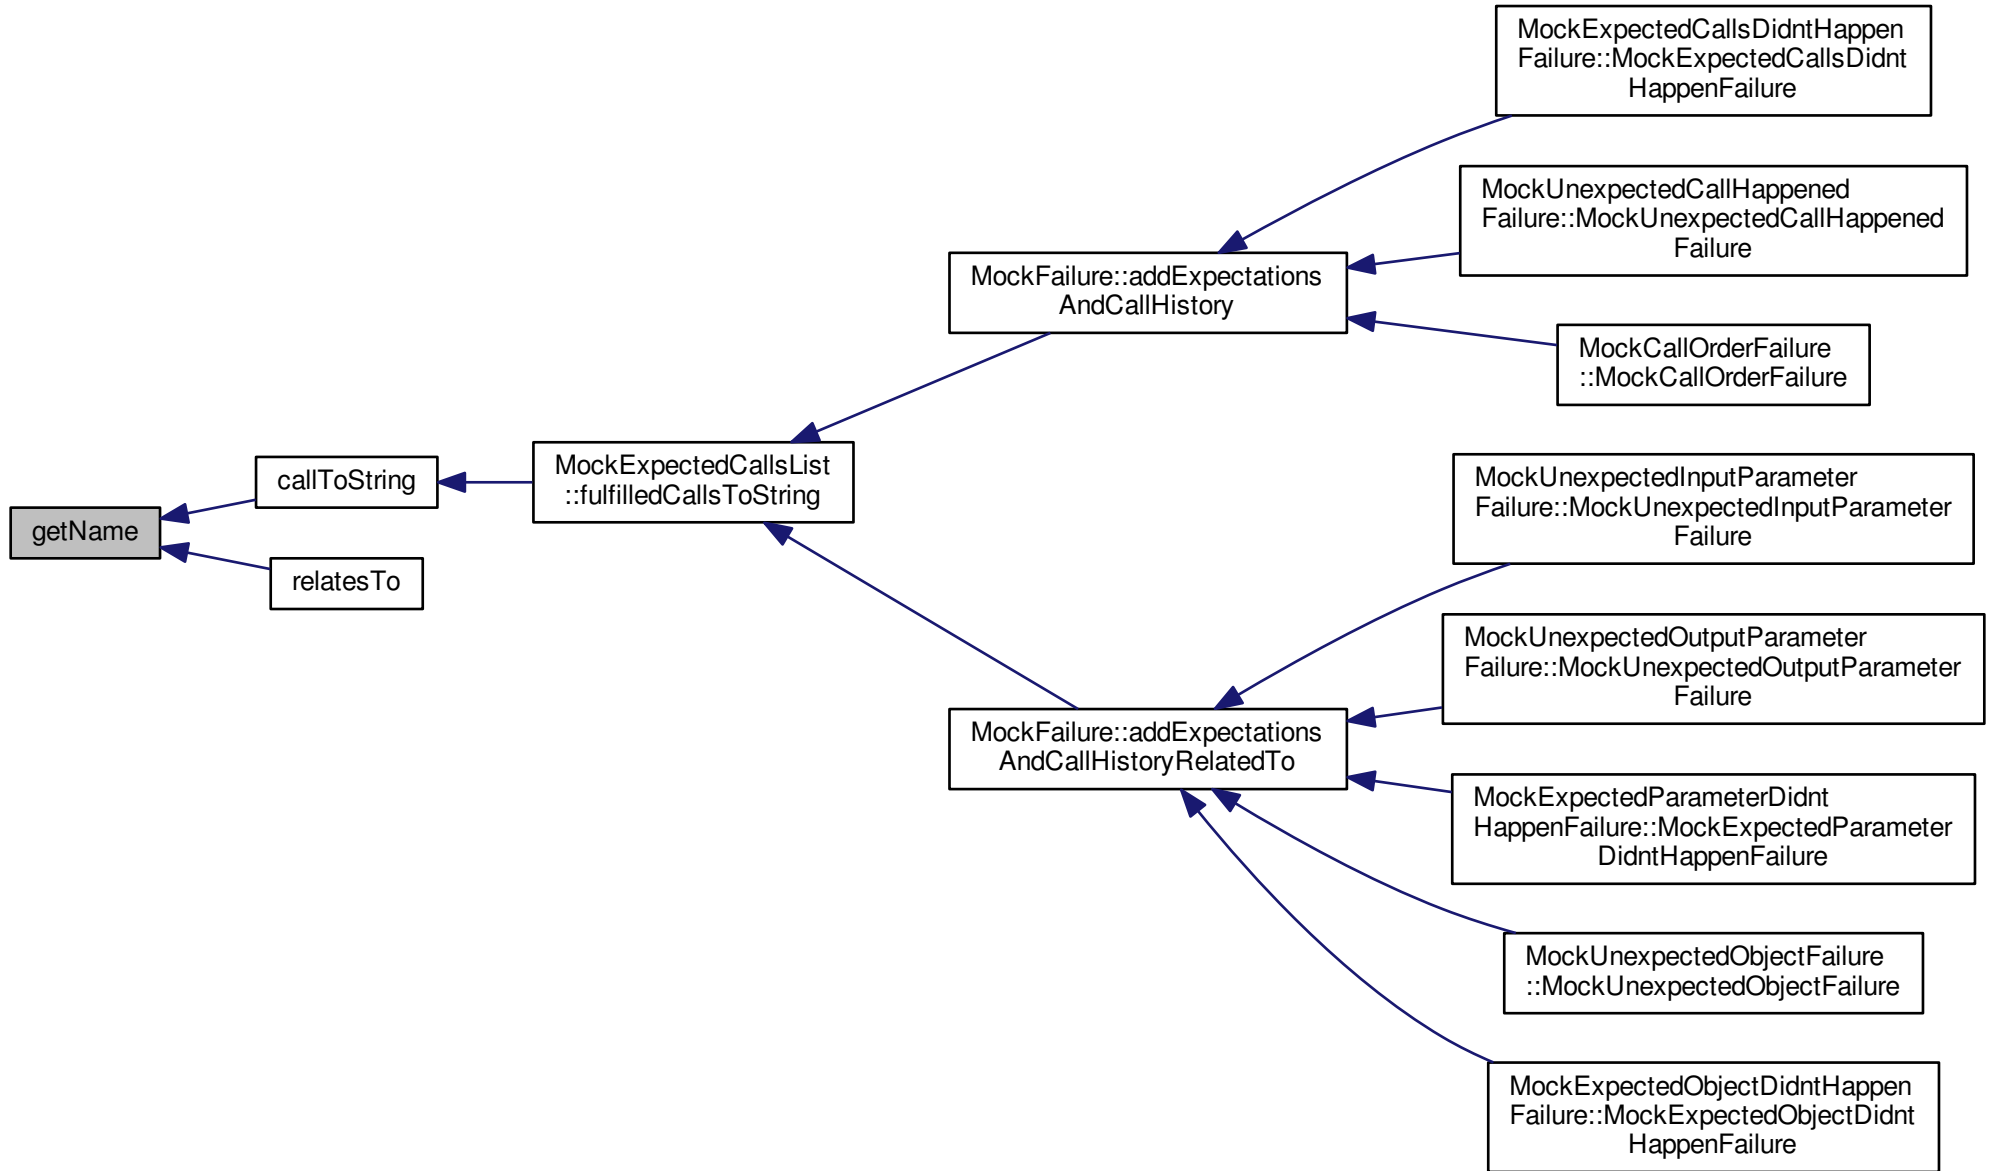 getName
callToString
relatesTo
MockExpectedCallsList
::fulfilledCallsToString
MockFailure::addExpectations
AndCallHistory
MockExpectedCallsDidntHappen
Failure::MockExpectedCallsDidnt
HappenFailure
MockUnexpectedCallHappened
Failure::MockUnexpectedCallHappened
Failure
MockCallOrderFailure
::MockCallOrderFailure
MockFailure::addExpectations
AndCallHistoryRelatedTo
MockUnexpectedInputParameter
Failure::MockUnexpectedInputParameter
Failure
MockUnexpectedOutputParameter
Failure::MockUnexpectedOutputParameter
Failure
MockExpectedParameterDidnt
HappenFailure::MockExpectedParameter
DidntHappenFailure
MockUnexpectedObjectFailure
::MockUnexpectedObjectFailure
MockExpectedObjectDidntHappen
Failure::MockExpectedObjectDidnt
HappenFailure